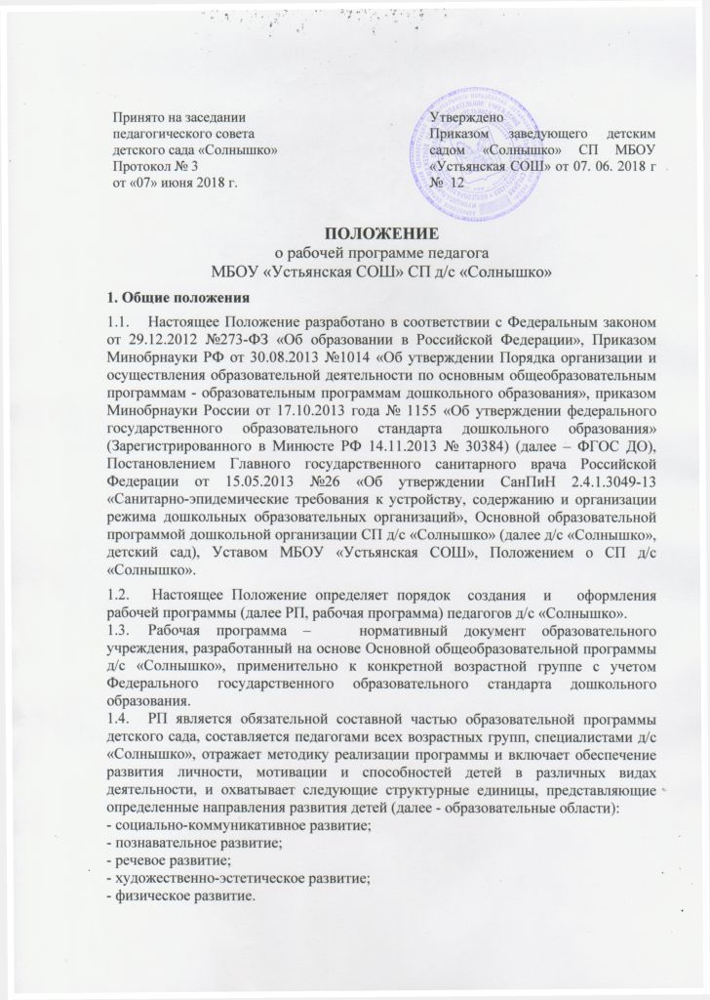 Принято на заседании
педагогического совета
детского сада «Солнышко»
Протокол № 3
от «07» июня 2018 г.
Утверждено
Приказом заведующего детским
садом «Солнышко» СП МБОУ
«Устьянская СОШ» от 07. 06. 2018 г
№ 12
ПОЛОЖЕНИЕ
о рабочей программе педагога
МБОУ «Устьянская СОШ» СП д/с «Солнышко»
1. Общие положения
1.1. Настоящее Положение разработано в соответствии с Федеральным законом
от 29.12.2012 №273-ФЗ «Об образовании в Российской Федерации», Приказом
Минобрнауки РФ от 30.08.2013 №1014 «Об утверждении Порядка организации и
осуществления образовательной деятельности по основным общеобразовательным
программам - образовательным программам дошкольного образования», приказом
Минобрнауки России от 17.10.2013 года № 1155 «Об утверждении федерального
государственного образовательного стандарта дошкольного образования»
(Зарегистрированного в Минюсте РФ 14.11.2013 № 30384) (далее – ФГОС ДО),
Постановлением Главного государственного санитарного врача Российской
Федерации от 15.05.2013 №26 «Об утверждении СанПиН 2.4.1.3049-13
«Санитарно-эпидемические требования к устройству, содержанию и организации
режима дошкольных образовательных организаций», Основной образовательной
программой дошкольной организации СП д/с «Солнышко» (далее д/с «Солнышко»,
детский сад), Уставом МБОУ «Устьянская СОШ», Положением о СП д/с
«Солнышко».
1.2. Настоящее Положение определяет порядок создания и оформления
рабочей программы (далее РП, рабочая программа) педагогов д/с «Солнышко».
1.3. Рабочая программа – нормативный документ образовательного
учреждения, разработанный на основе Основной общеобразовательной программы
д/с «Солнышко», применительно к конкретной возрастной группе с учетом
Федерального государственного образовательного стандарта дошкольного
образования.
1.4. РП является обязательной составной частью образовательной программы
детского сада, составляется педагогами всех возрастных групп, специалистами д/с
«Солнышко», отражает методику реализации программы и включает обеспечение
развития личности, мотивации и способностей детей в различных видах
деятельности, и охватывает следующие структурные единицы, представляющие
определенные направления развития детей (далее - образовательные области):
- социально-коммуникативное развитие;
- познавательное развитие;
- речевое развитие;
- художественно-эстетическое развитие;
- физическое развитие.